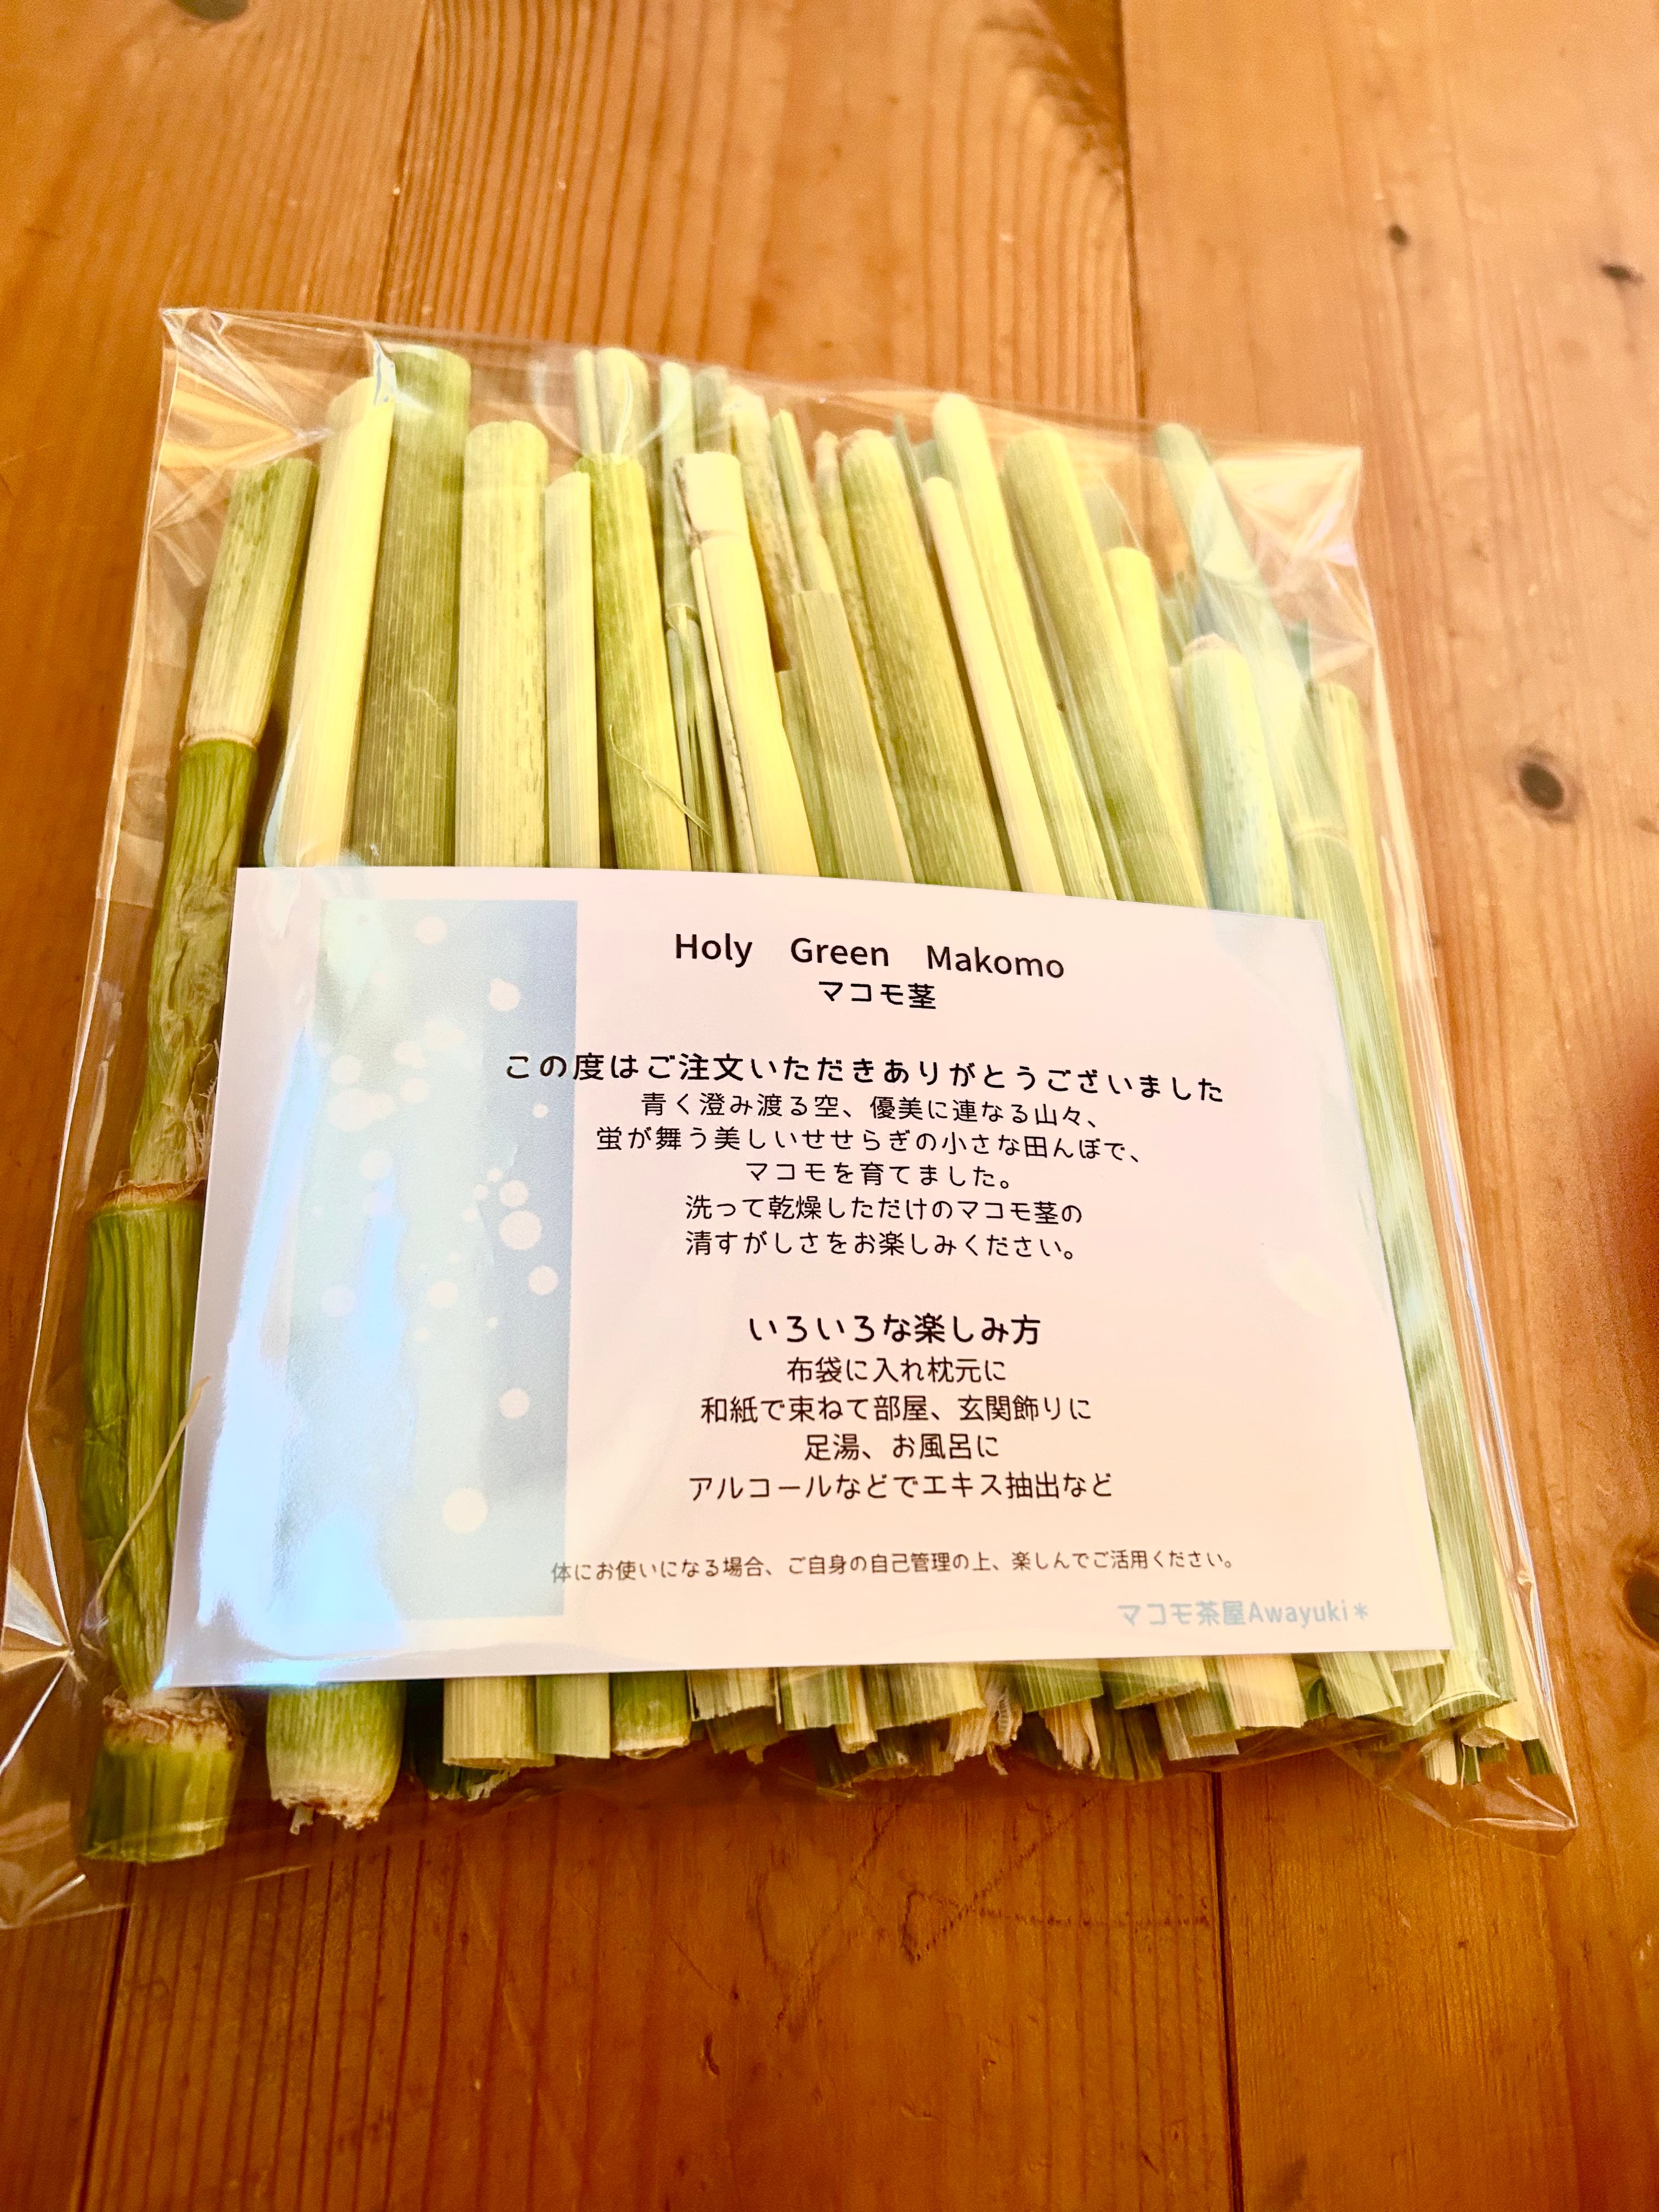 Holy Green Makomo
マコモ茎
この度はご注文いただきありがとうございました
青く澄み渡る空、優美に連なる山々、
蛍が舞う美しいせせらぎの小さな田んぼで、
マコモを育てました。
洗って乾燥しただけのマコモ茎の
清すがしさをお楽しみください。
いろいろな楽しみ方
布袋に入れ枕元に
和紙で束ねて部屋、玄関飾りに
足湯、お風呂に
アルコールなどでエキス抽出など
体にお使いになる場合、ご自身の自己管理の上、楽しんでご活用ください。
マコモ茶屋Awayuki＊